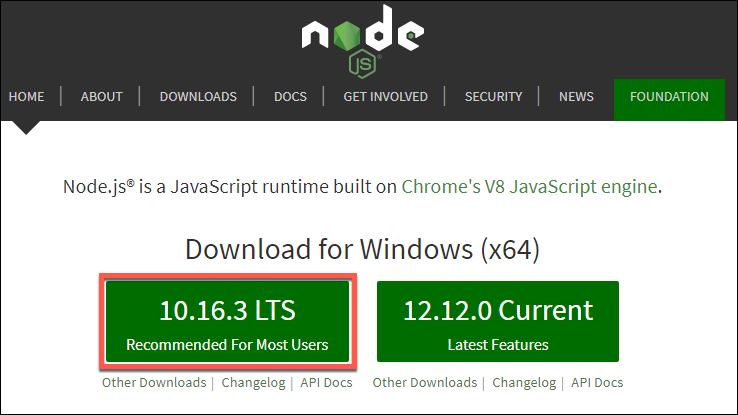 node
JS
HOME | ABOUT | DOWNLOADS | DOCS | GET INVOLVED | SECURITY | NEWS FOUNDATION
Node.js® is a JavaScript runtime built on Chrome's V8 JavaScript engine.
Download for Windows (x64)
10.16.3 LTS
Recommended For Most Users
12.12.0 Current
Latest Features
Other Downloads | Changelog | API Docs
Other Downloads | Changelog | API Docs